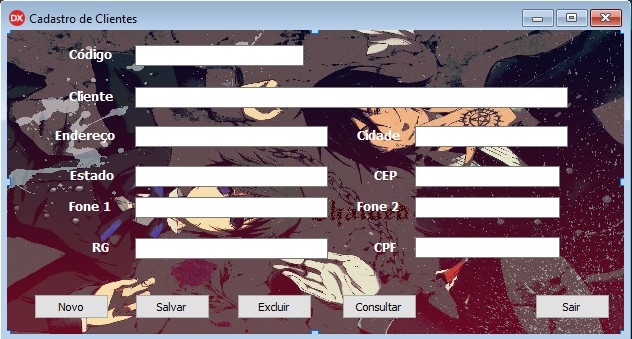 DX Cadastro de Clientes
Código
Cliente
Endereço Cidade
Estado CEP
Fone 1 Fone 2
RG CPF
Novo Salvar Excluir Consultar Sair